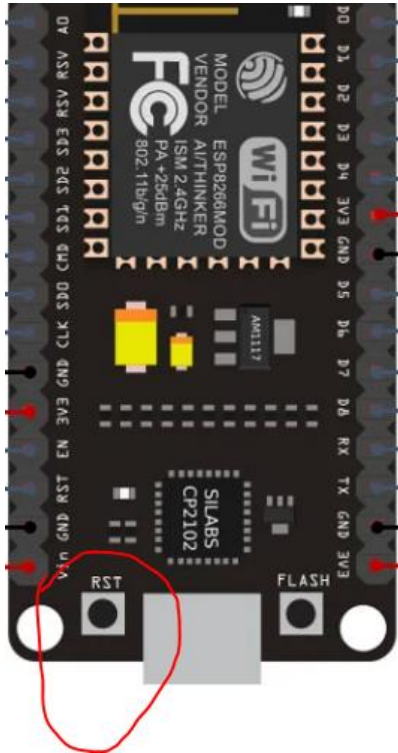 A0
RSV
RSV
SD3
SD2
SD1
CMD
SD0
CLK
GND
3V3
EN
RST
GND
Vin
MODEL
VENDOR
ESP8266MOD
AI/THINKER
ISM 2.4GHz
PA +25dBm
802.11b/g/n
FC
Wi Fi
AM1117
SILABS
CP2102
RST
FLASH
D0
D1
D2
D3
D4
3V3
GND
D5
D6
D7
D8
RX
TX
GND
3V3